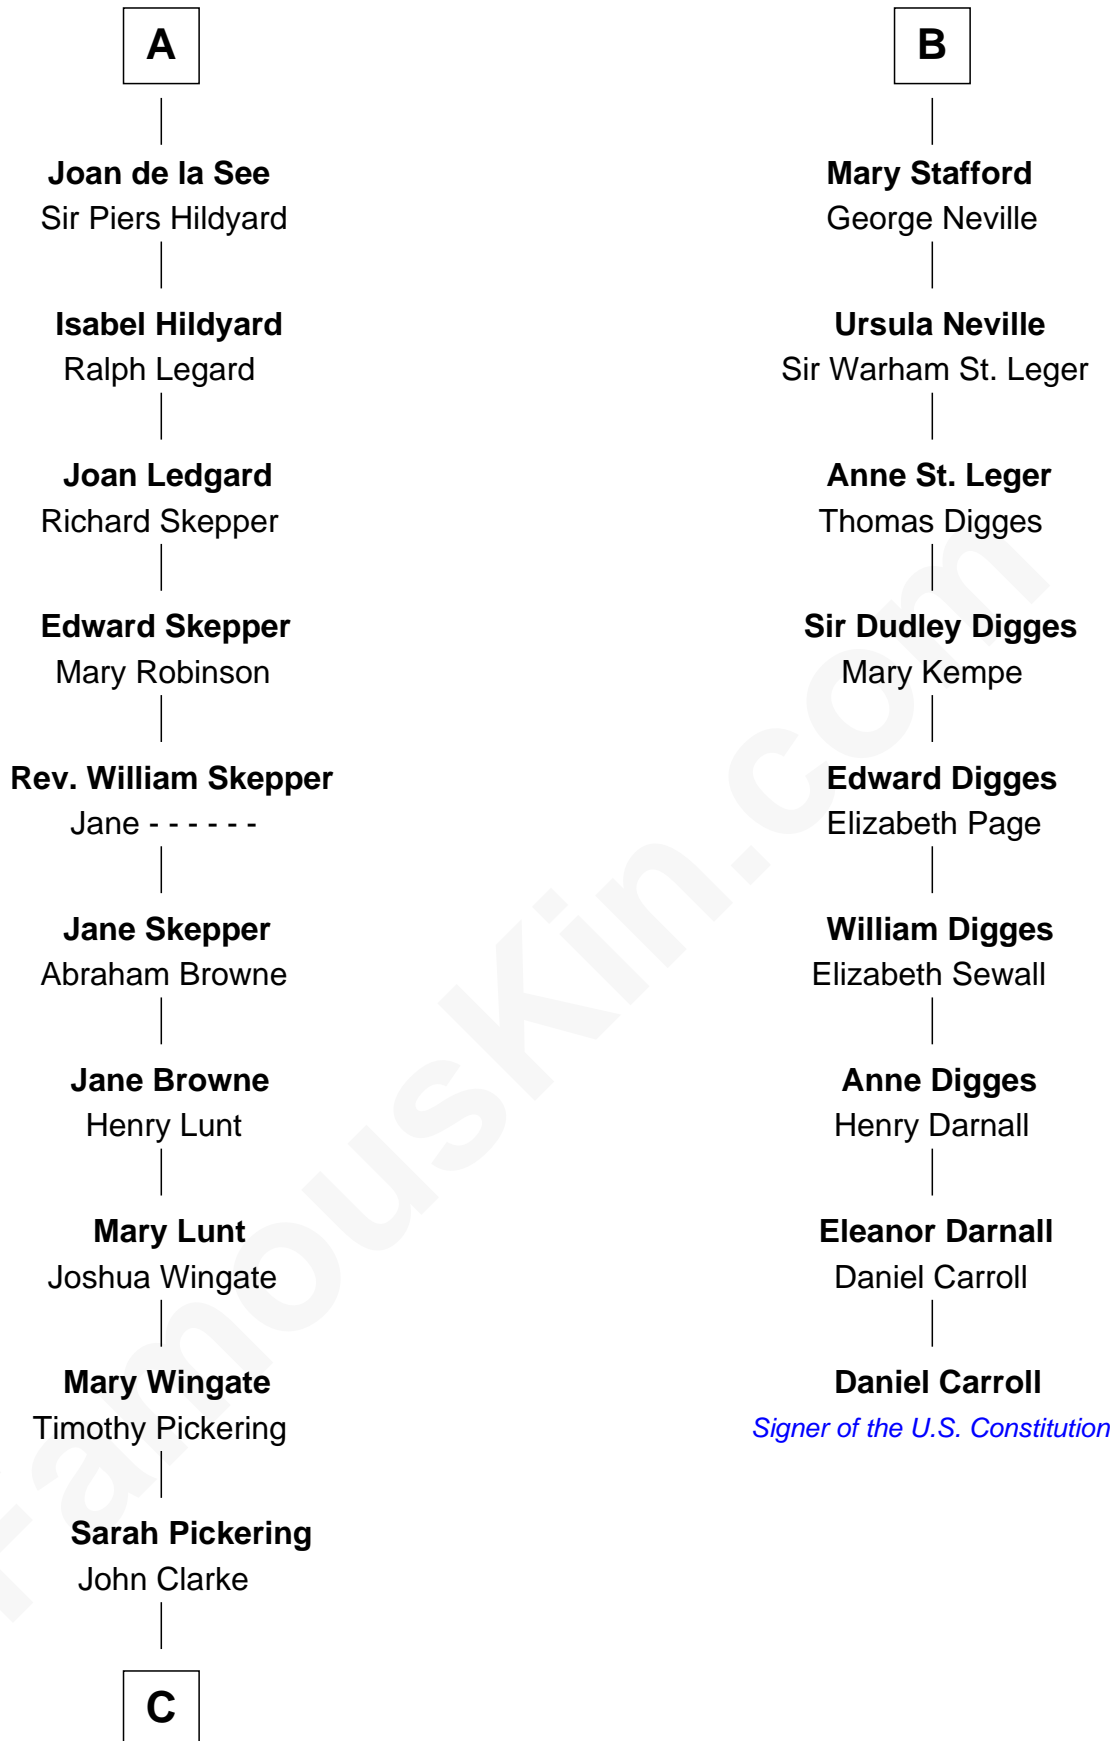 A
Joan de la See
Sir Piers Hildyard
Isabel Hildyard
Ralph Legard
Joan Ledgard
Richard Skepper
Edward Skepper
Mary Robinson
Rev. William Skepper
Jane - - - - - -
Jane Skepper
Abraham Browne
Jane Browne
Henry Lunt
Mary Lunt
Joshua Wingate
Mary Wingate
Timothy Pickering
Sarah Pickering
John Clarke
C
B
Mary Stafford
George Neville
Ursula Neville
Sir Warham St. Leger
Anne St. Leger
Thomas Digges
Sir Dudley Digges
Mary Kempe
Edward Digges
Elizabeth Page
William Digges
Elizabeth Sewall
Anne Digges
Henry Darnall
Eleanor Darnall
Daniel Carroll
Daniel Carroll
Signer of the U.S. Constitution
FamousKin.com